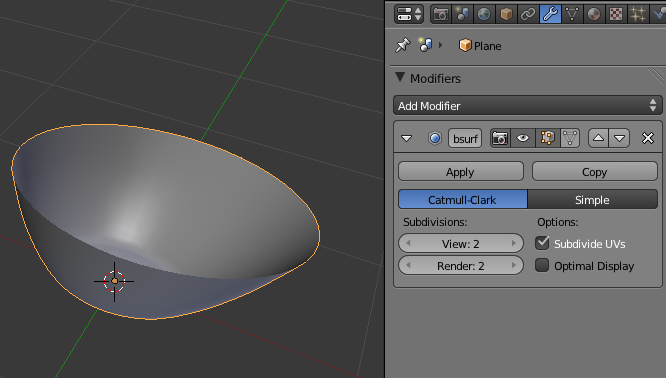 Plane
Modifiers
Add Modifier
bsurf
Apply Copy
Catmull-Clark Simple
Subdivisions: Options:
View: 2 Subdivide UVs
Render: 2 Optimal Display